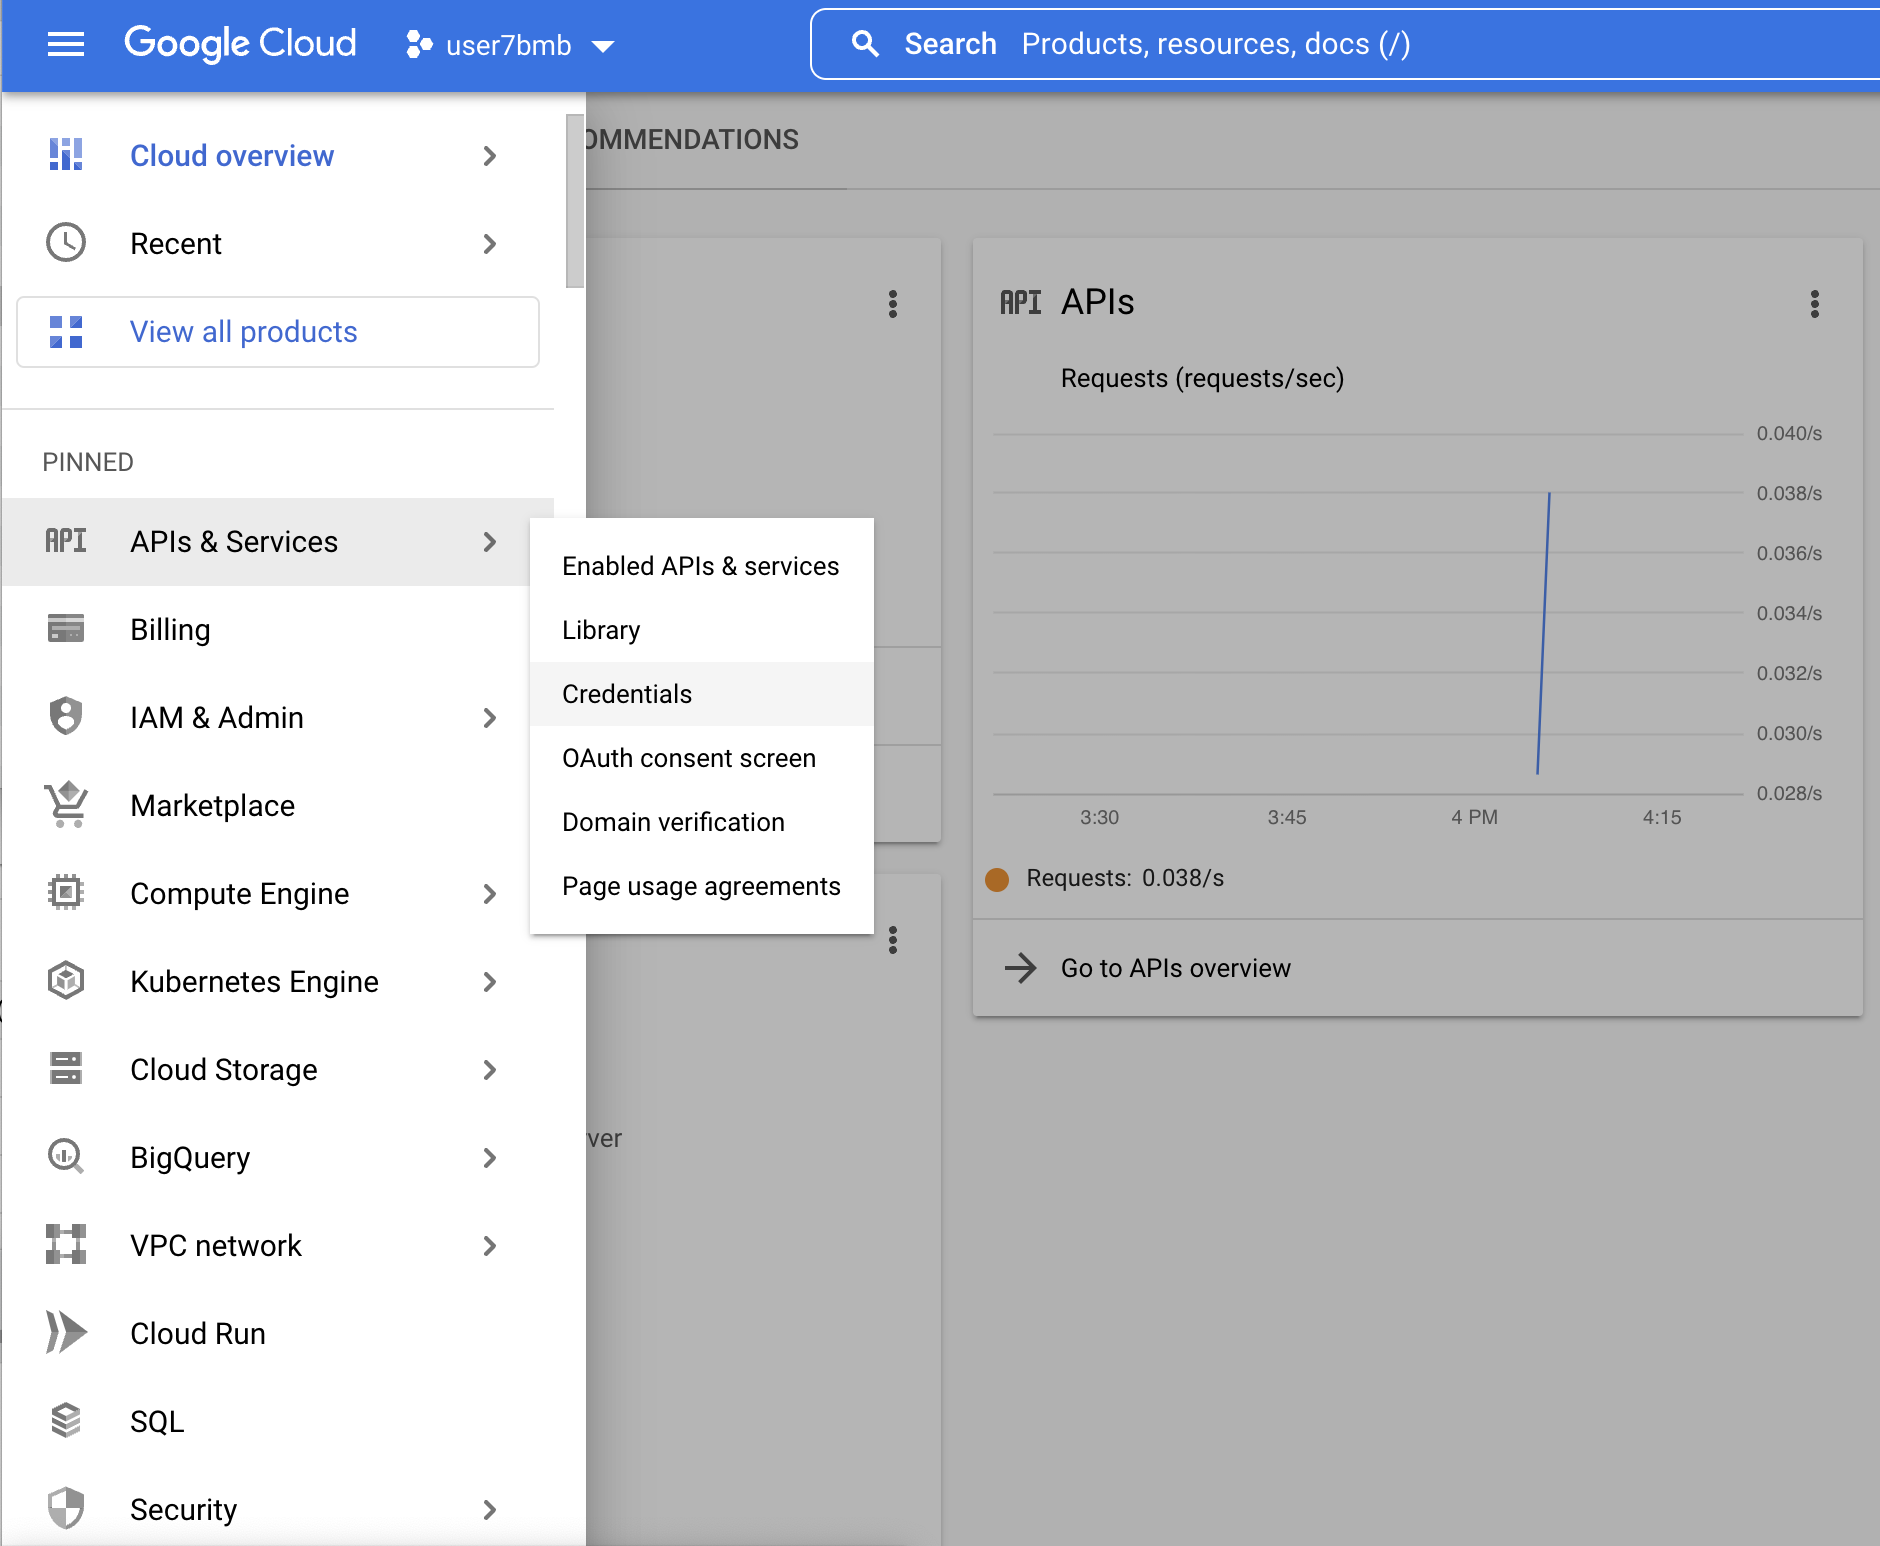 Google Cloud
user7bmb
Search Products, resources, docs (/)
Cloud overview
Recent
View all products
PINNED
API APIs & Services
Billing
IAM & Admin
Marketplace
Compute Engine
Kubernetes Engine
Cloud Storage
BigQuery
VPC network
Cloud Run
SQL
Security
Enabled APIs & services
Library
Credentials
OAuth consent screen
Domain verification
Page usage agreements
OMMENDATIONS
API APIs
Requests (requests/sec)
0.040/s
0.038/s
0.036/s
0.034/s
0.032/s
0.030/s
0.028/s
3:30 3:45 4 PM 4:15
Requests: 0.038/s
Go to APIs overview
ver